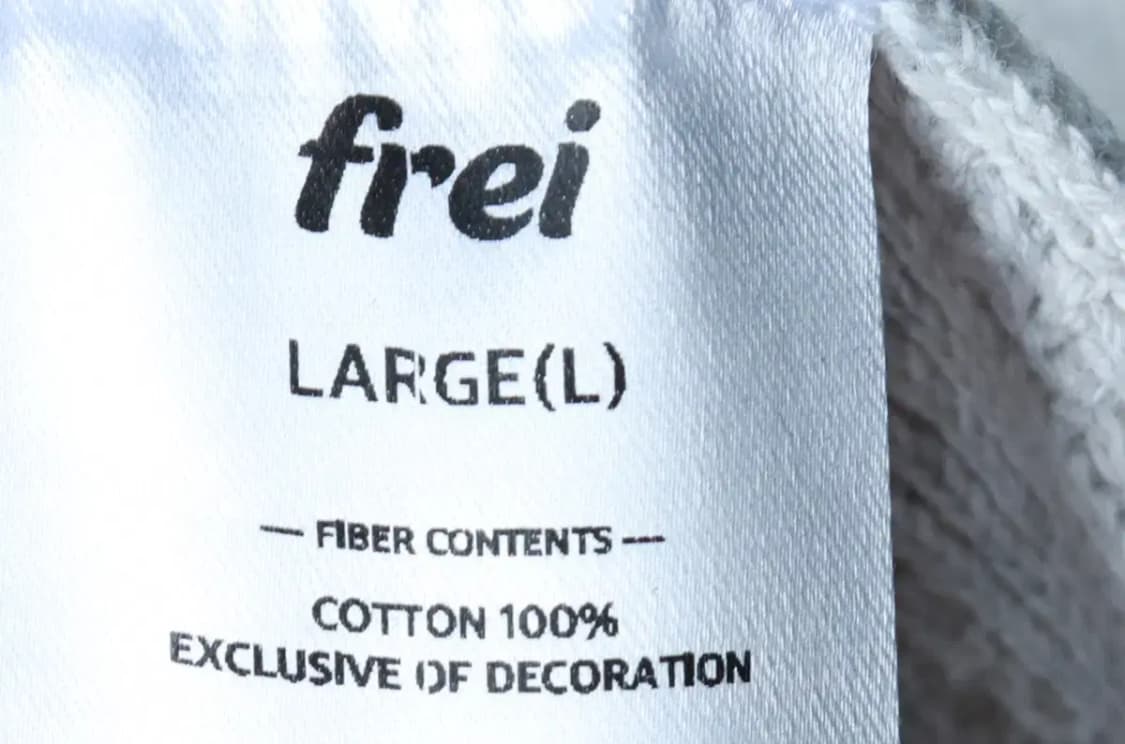 frei
LARGE(L)
— FIBER CONTENTS —
COTTON 100%
EXCLUSIVE OF DECORATION